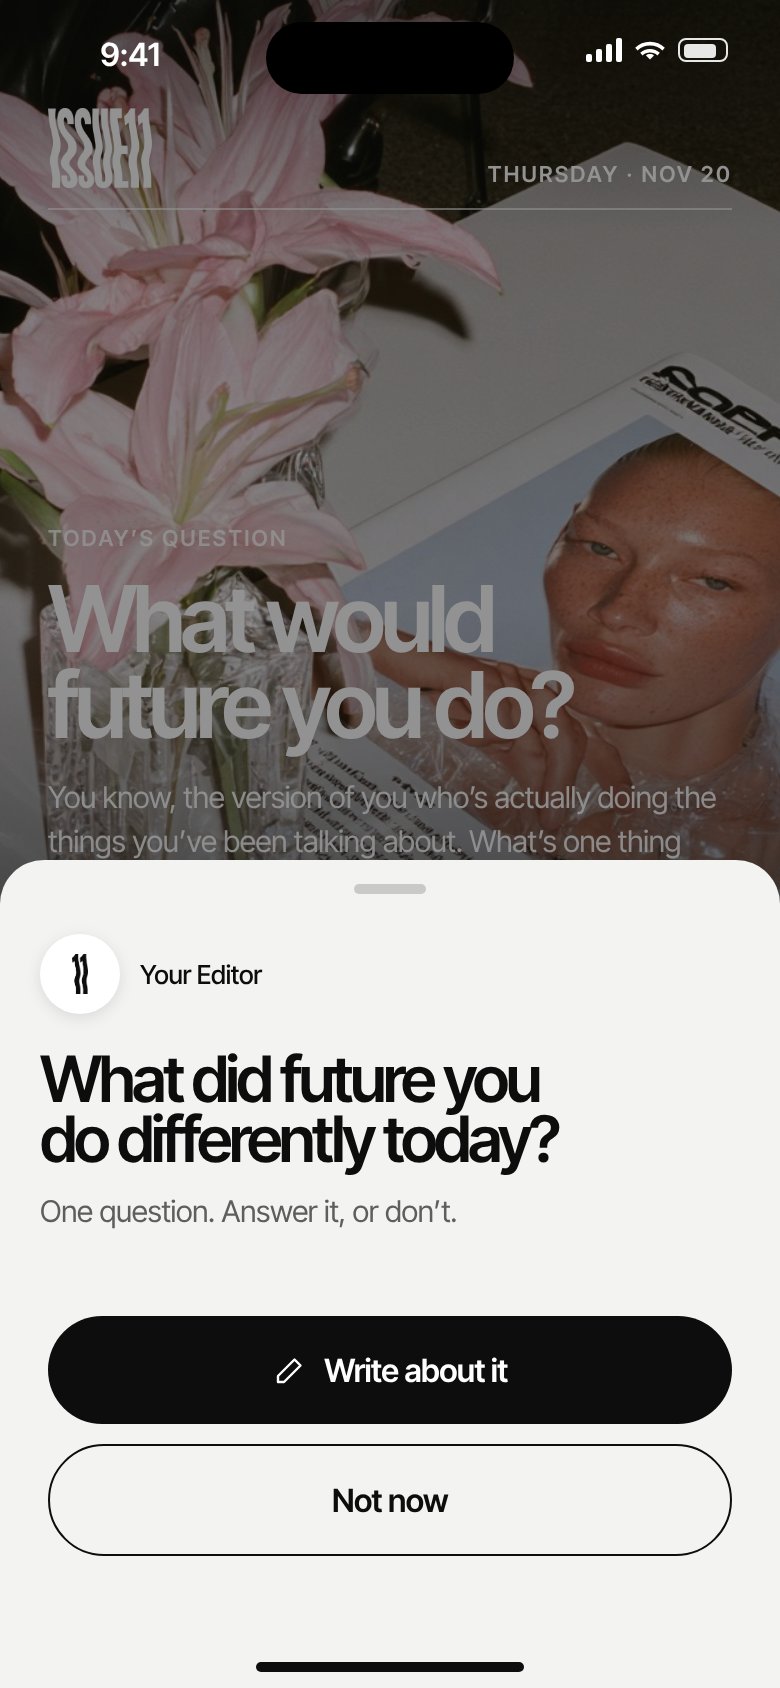 9:41
ISSUE11
THURSDAY · NOV 20
TODAY’S QUESTION
What would
future you do?
You know, the version of you who’s actually doing the
things you’ve been talking about. What’s one thing
11
Your Editor
What did future you
do differently today?
One question. Answer it, or don’t.
Write about it
Not now